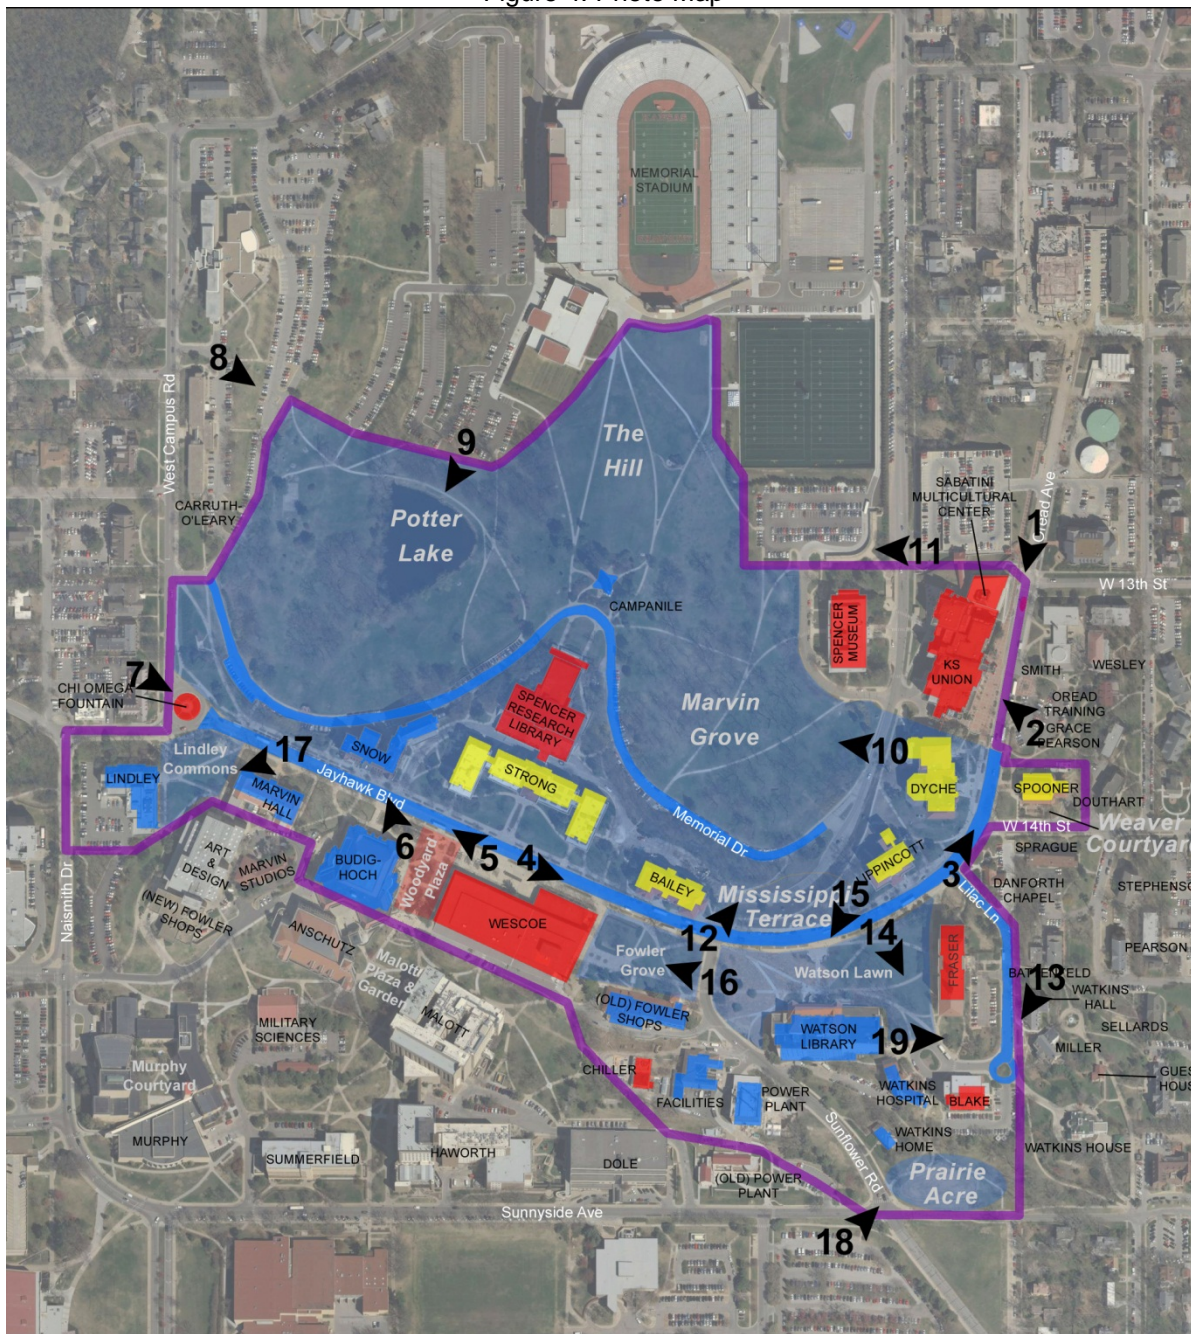 Figure 4: Photo Map
MEMORIAL
STADIUM
8
West Campus Rd
The
Hill
9
SABATINI
MULTICULTURAL
CENTER
Oread Ave
1
CARRUTH-
O'LEARY
Potter
Lake
11
W 13th St
CAMPANILE
SPENCER
MUSEUM
KS
UNION
SMITH
WESLEY
7
CHI OMEGA
FOUNTAIN
SPENCER
RESEARCH
LIBRARY
Marvin
Grove
OREAD
TRAINING
2
GRACE
PEARSON
10
Lindley
Commons
17
SNOW
LINDLEY
MARVIN
HALL
Jayhawk Blvd
STRONG
DYCHE
SPOONER
DOUTHART
Memorial Dr
W 14th St
Weaver
Courtyard
6
5
4
ART
&
DESIGN
MARVIN
STUDIOS
BUDIG-
HOCH
Woodyard
Plaza
BAILEY
LIPPINCOTT
3
SPRAGUE
Naismith Dr
(NEW) FOWLER
SHOPS
WESCOE
Mississippi
Terrace
15
Lilac Ln
DANFORTH
CHAPEL
STEPHENSO
ANSCHUTZ
12
14
Fowler
Grove
16
Watson Lawn
FRASER
PEARSON
Malott
Plaza &
Garden
MALOTT
BATTENFELD
13
WATKINS
HALL
MILITARY
SCIENCES
(OLD) FOWLER
SHOPS
WATSON
LIBRARY
19
SELLARDS
MILLER
Murphy
Courtyard
CHILLER
FACILITIES
POWER
PLANT
WATKINS
HOSPITAL
BLAKE
GUES
HOUS
MURPHY
SUMMERFIELD
HAWORTH
DOLE
WATKINS
HOME
WATKINS HOUSE
Sunflower Rd
(OLD) POWER
PLANT
Prairie
Acre
Sunnyside Ave
18